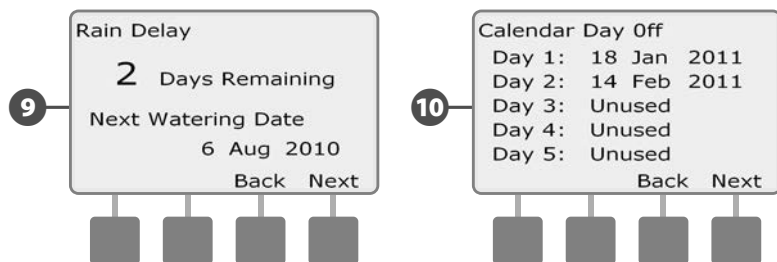 9
Rain Delay
2 Days Remaining
Next Watering Date
6 Aug 2010
Back Next
10
Calendar Day Off
Day 1: 18 Jan 2011
Day 2: 14 Feb 2011
Day 3: Unused
Day 4: Unused
Day 5: Unused
Back Next